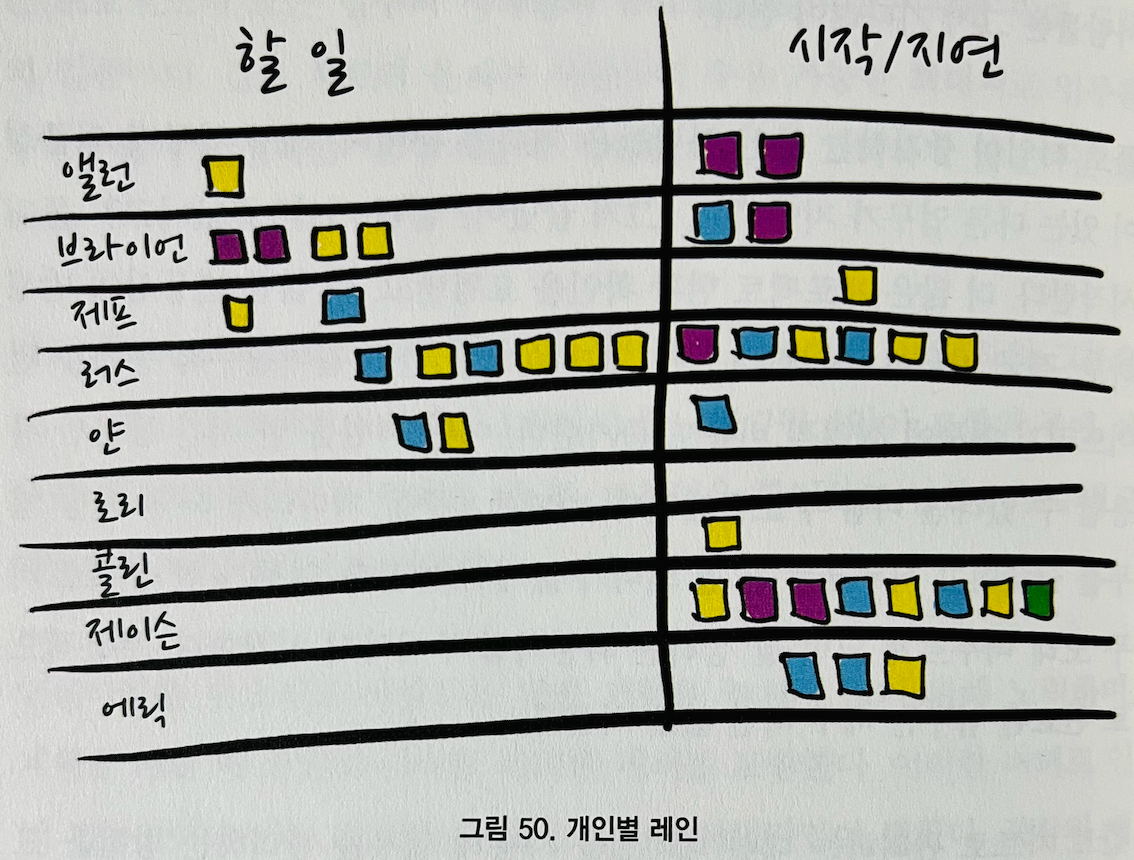 할 일
시작/지연
앨런
브라이언
제프
러스
얀
로리
콜린
제이슨
에릭
그림 50. 개인별 레인